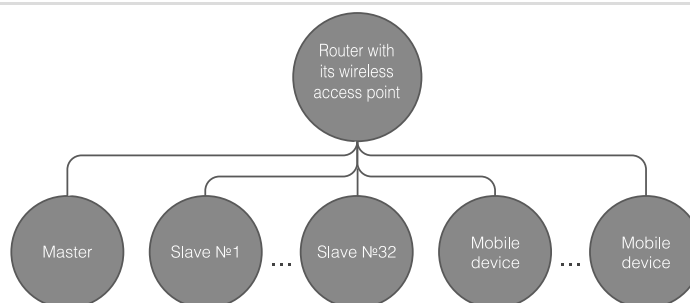 Router with
its wireless
access point
Master
Slave №1
...
Slave №32
Mobile
device
...
Mobile
device